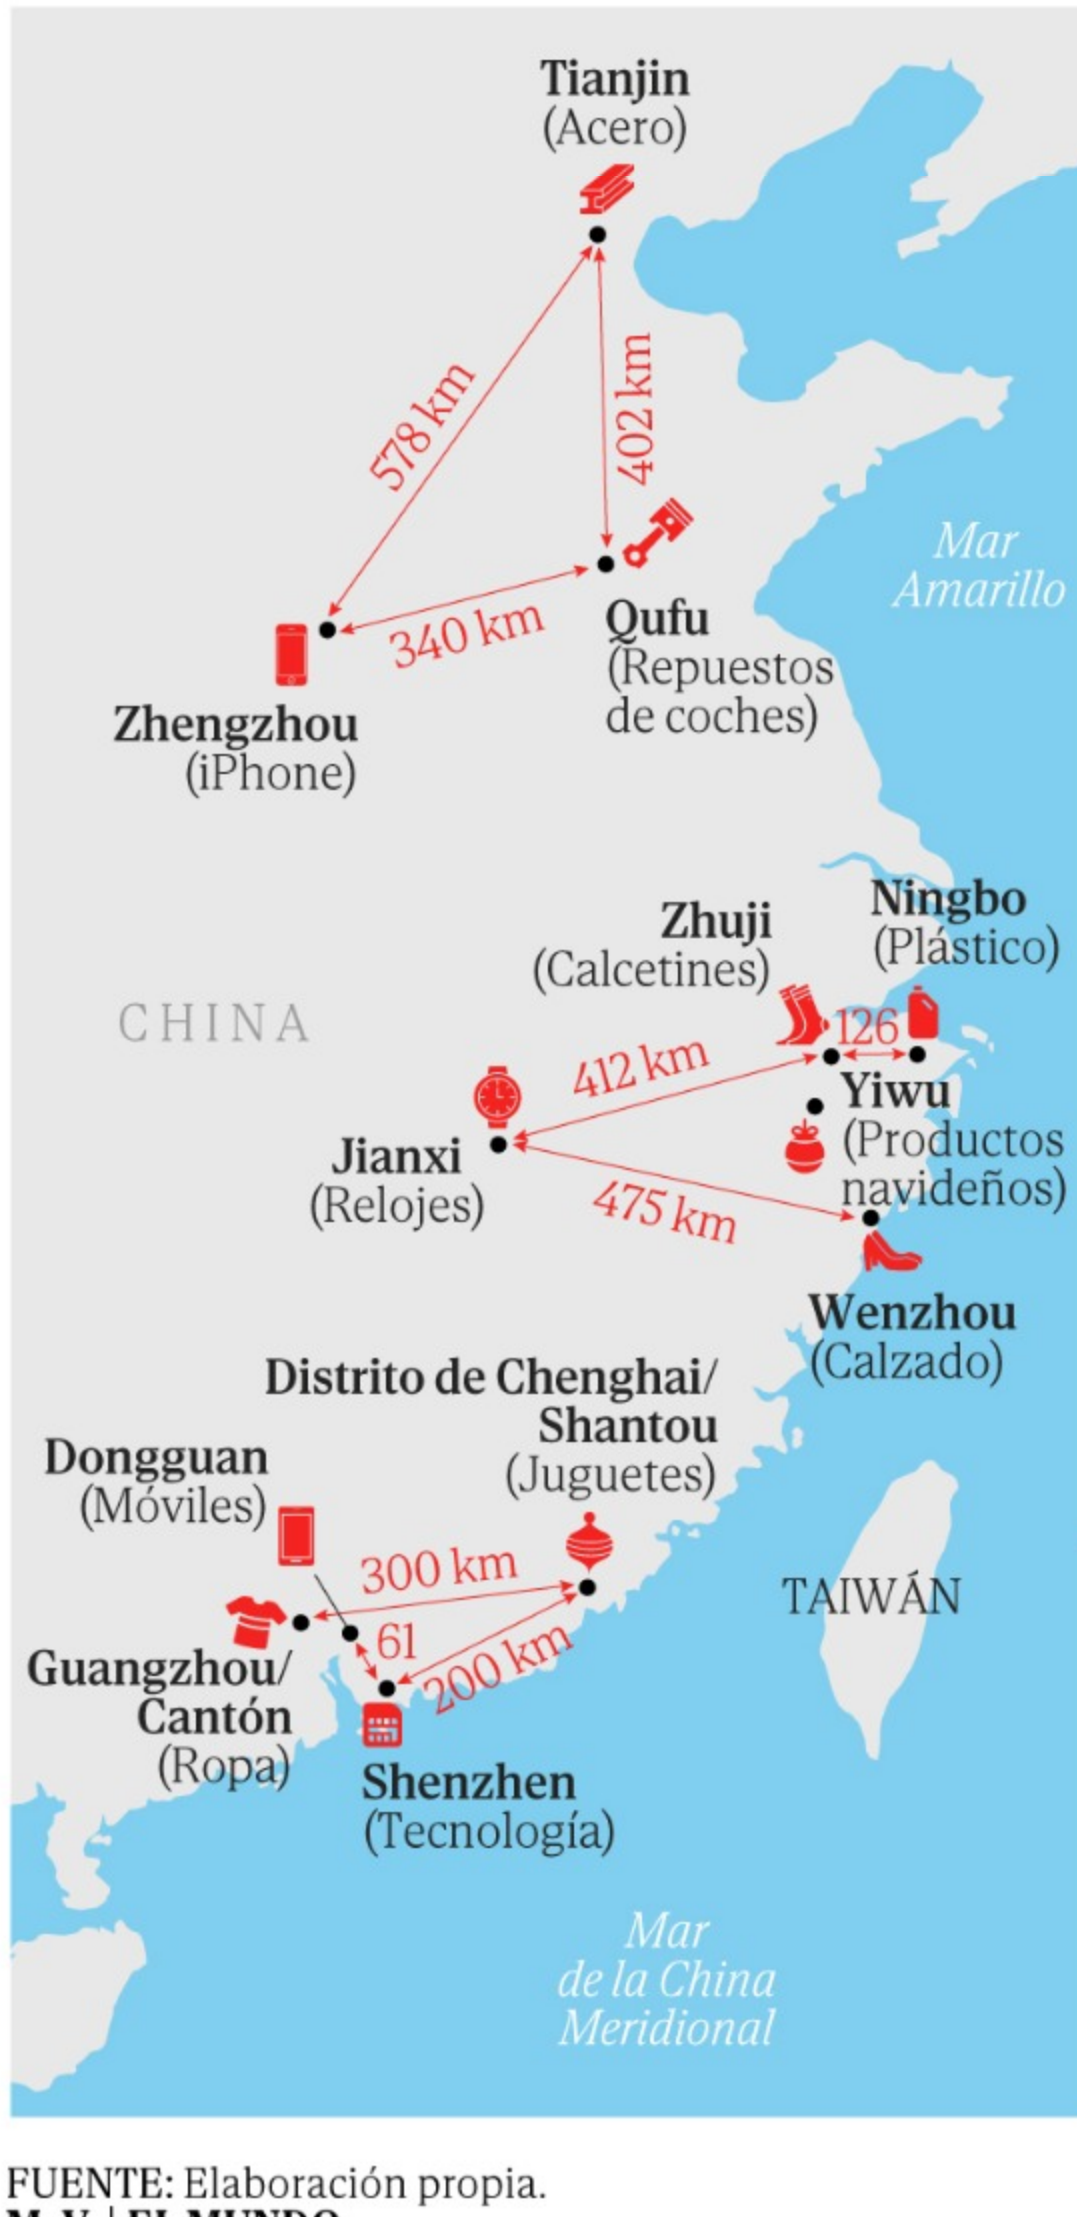 Tianjin
(Acero)
578 km
402 km
340 km
Mar
Amarillo
Qufu
(Repuestos
de coches)
Zhengzhou
(iPhone)
Ningbo
(Plástico)
Zhuji
(Calcetines)
CHINA
126
412 km
Yiwu
(Productos
navideños)
Jianxi
(Relojes)
475 km
Wenzhou
(Calzado)
Distrito de Chenghai/
Shantou
(Juguetes)
Dongguan
(Móviles)
300 km
TAIWÁN
61
200 km
Guangzhou/
Cantón
(Ropa)
Shenzhen
(Tecnología)
Mar
de la China
Meridional
FUENTE: Elaboración propia.
M. V. | EL MUNDO